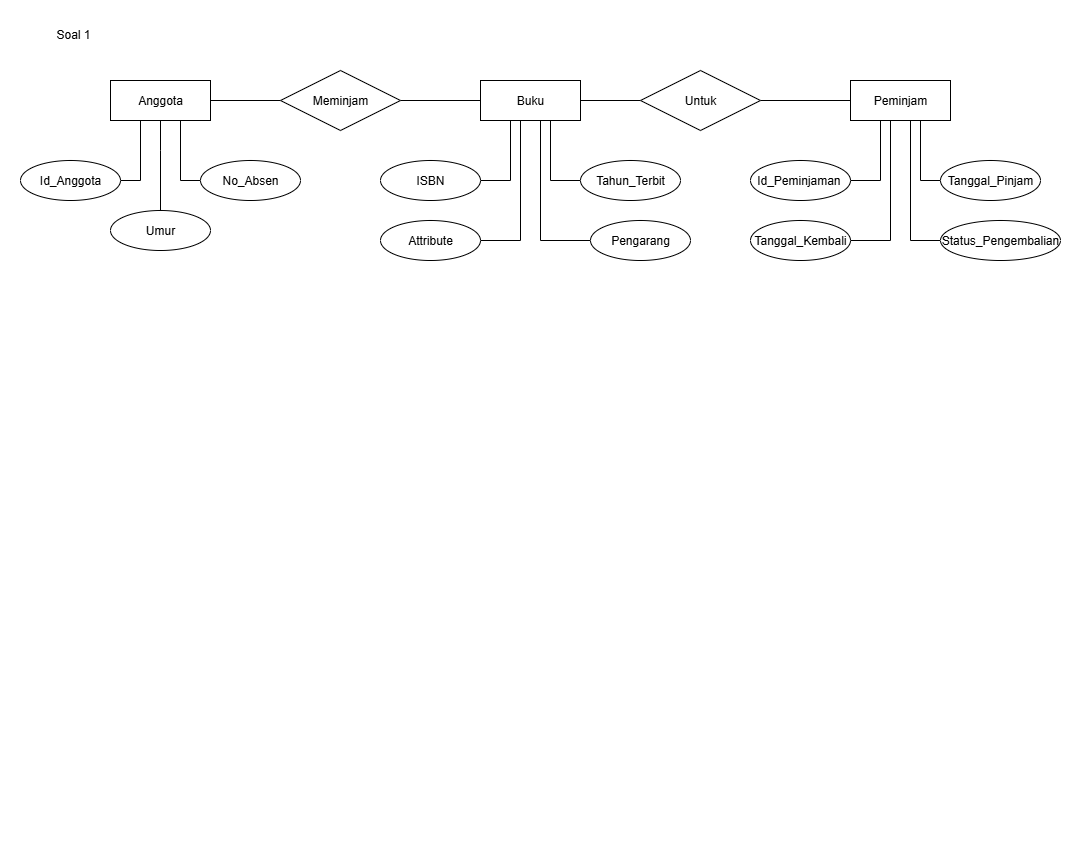 Soal 1
Anggota
Meminjam
Buku
Untuk
Peminjam
Id_Anggota
No_Absen
Umur
ISBN
Tahun_Terbit
Attribute
Pengarang
Id_Peminjaman
Tanggal_Pinjam
Tanggal_Kembali
Status_Pengembalian